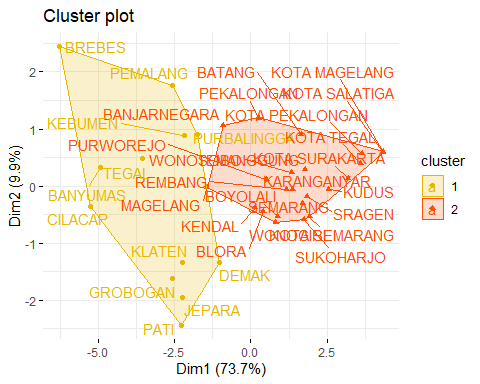 Cluster plot
BREBES
PEMALANG
BATANG
KOTA MAGELANG
PEKALONGAN
KOTA SALATIGA
BANJARNEGARA
KOTA PEKALONGAN
KEBUMEN
PURBALINGGA
KOTA TEGAL
PURWOREJO
WONOSOBO
TEMANGGUNG
KOTA SURAKARTA
TEGAL
REMBANG
KARANGANYAR
BANYUMAS
BOYOLALI
KUDUS
MAGELANG
SEMARANG
SRAGEN
CILACAP
KENDAL
WONOGIRI
KOTA SEMARANG
KLATEN
BLORA
SUKOHARJO
DEMAK
GROBOGAN
JEPARA
PATI
2
1
0
-1
-2
-5.0
-2.5
0.0
2.5
Dim1 (73.7%)
Dim2 (9.9%)
cluster
1
2